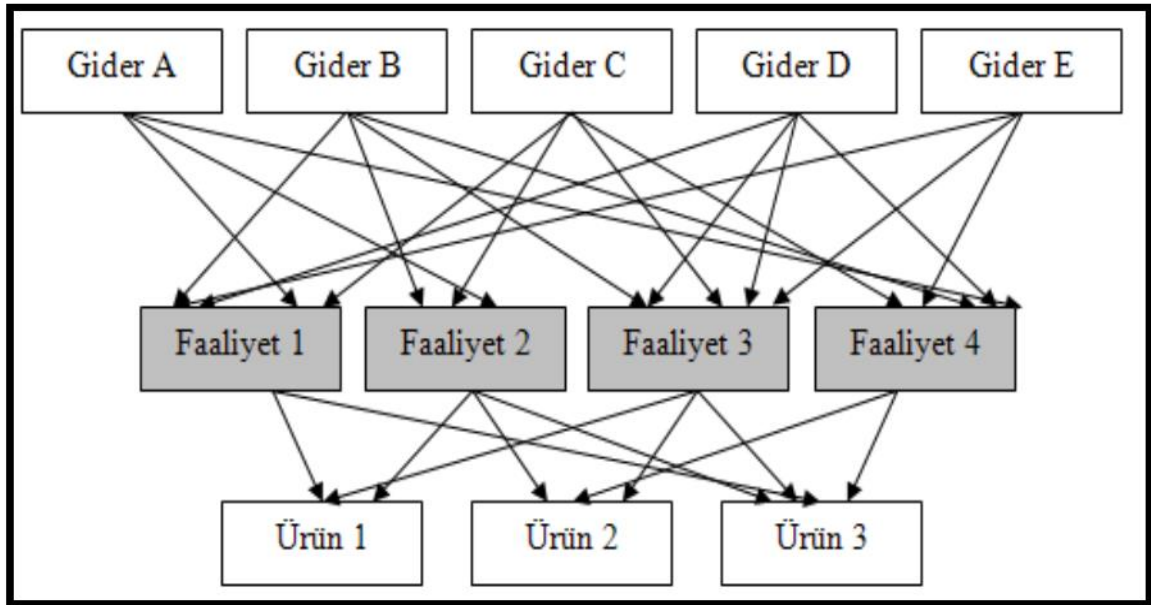 Gider A
Gider B
Gider C
Gider D
Gider E
Faaliyet 1
Faaliyet 2
Faaliyet 3
Faaliyet 4
Ürün 1
Ürün 2
Ürün 3